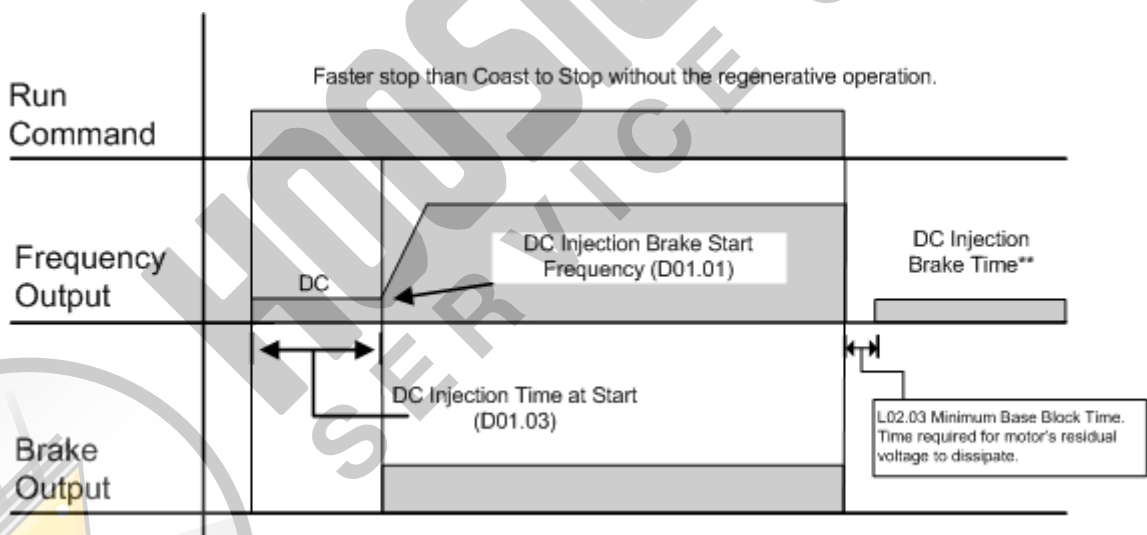 Faster stop than Coast to Stop without the regenerative operation.
Run
Command
Frequency
Output
DC
DC Injection Brake Start
Frequency (D01.01)
DC Injection
Brake Time**
DC Injection Time at Start
(D01.03)
L02.03 Minimum Base Block Time.
Time required for motor's residual
voltage to dissipate.
Brake
Output
SERVICE